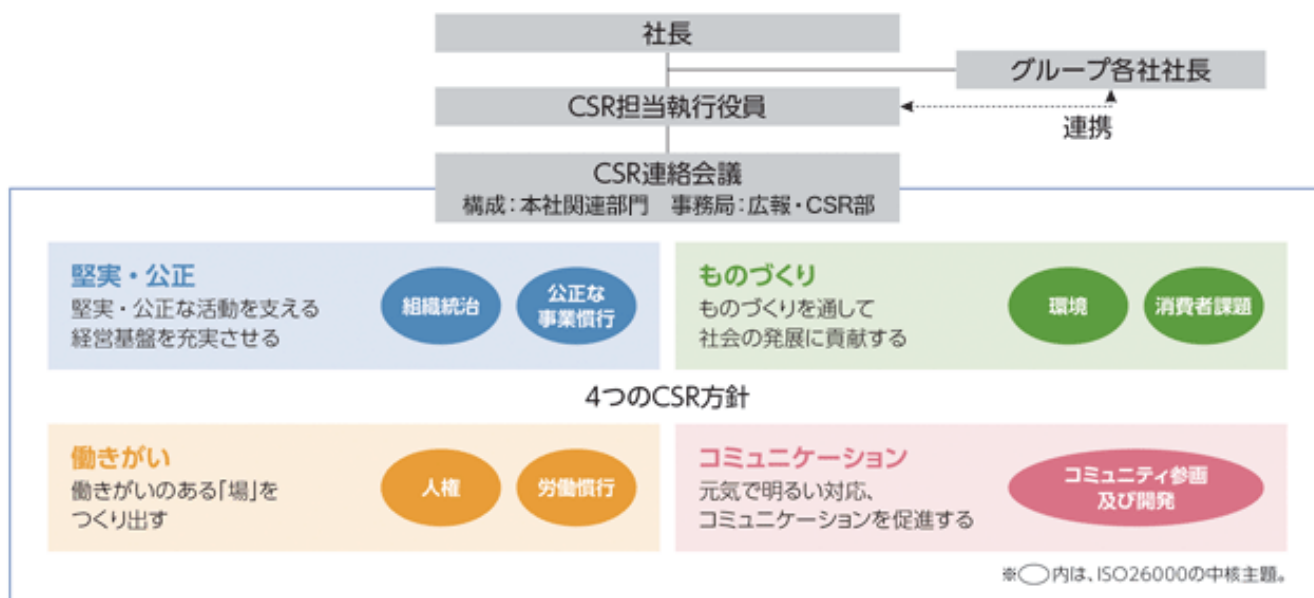 社長
グループ各社社長
CSR担当執行役員
連携
CSR連絡会議
構成：本社関連部門　事務局：広報・CSR部
堅実・公正
堅実・公正な活動を支える
経営基盤を充実させる
組織統治
公正な
事業慣行
ものづくり
ものづくりを通して
社会の発展に貢献する
環境
消費者課題
4つのCSR方針
働きがい
働きがいのある「場」を
つくり出す
人権
労働慣行
コミュニケーション
元気で明るい対応、
コミュニケーションを促進する
コミュニティ参画
及び開発
※◯内は、ISO26000の中核主題。